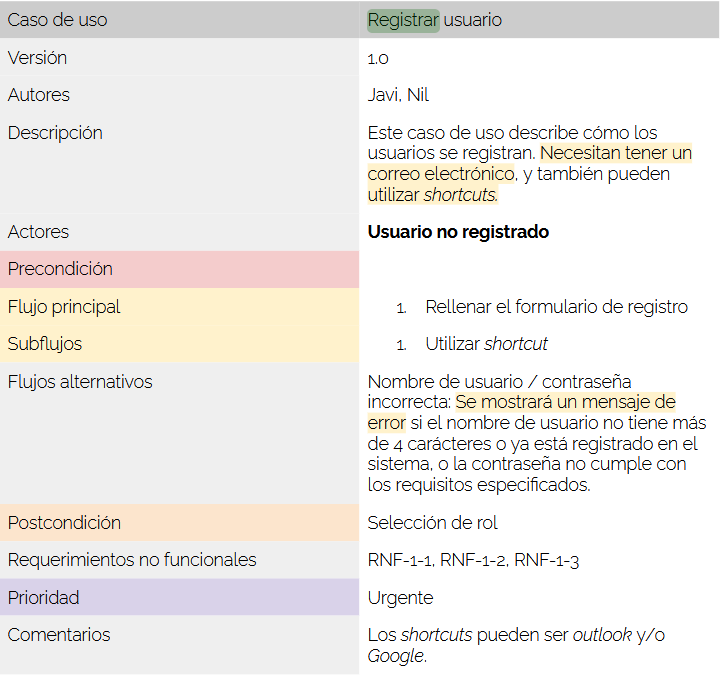 Caso de uso
Registrar usuario
Versión
1.0
Autores
Javi, Nil
Descripción
Este caso de uso describe cómo los
usuarios se registran. Necesitan tener un
correo electrónico, y también pueden
utilizar shortcuts.
Actores
Usuario no registrado
Precondición
Flujo principal
1. Rellenar el formulario de registro
Subflujos
1. Utilizar shortcut
Flujos alternativos
Nombre de usuario / contraseña
incorrecta: Se mostrará un mensaje de
error si el nombre de usuario no tiene más
de 4 carácteres o ya está registrado en el
sistema, o la contraseña no cumple con
los requisitos especificados.
Postcondición
Selección de rol
Requerimientos no funcionales
RNF-1-1, RNF-1-2, RNF-1-3
Prioridad
Urgente
Comentarios
Los shortcuts pueden ser outlook y/o
Google.